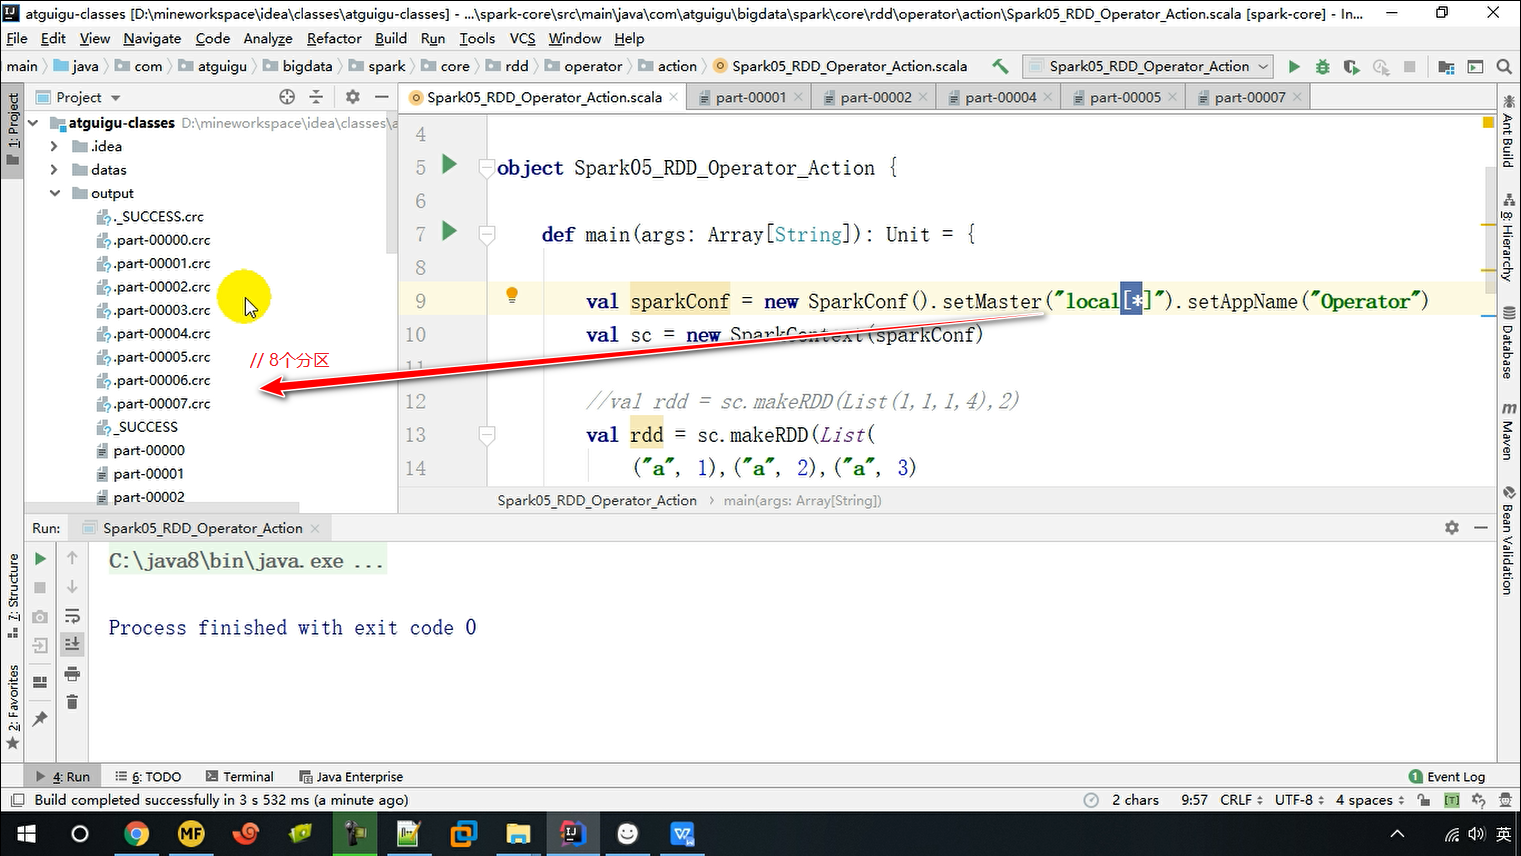 atguigu-classes [D:\mineworkspace\idea\classes\atguigu-classes] - ...\spark-core\src\main\java\com\atguigu\bigdata\spark\core\rdd\operator\action\Spark05_RDD_Operator_Action.scala [spark-core] - In...
File Edit View Navigate Code Analyze Refactor Build Run Tools VCS Window Help
main java com atguigu bigdata spark core rdd operator action Spark05_RDD_Operator_Action.scala Spark05_RDD_Operator_Action
Project
Spark05_RDD_Operator_Action.scala part-00001 part-00002 part-00004 part-00005 part-00007
atguigu-classes D:\mineworkspace\idea\classes\a
.idea
datas
output
._SUCCESS.crc
.part-00000.crc
.part-00001.crc
.part-00002.crc
.part-00003.crc
.part-00004.crc
.part-00005.crc
.part-00006.crc
.part-00007.crc
_SUCCESS
part-00000
part-00001
part-00002
// 8个分区
4
5 object Spark05_RDD_Operator_Action {
6
7 def main(args: Array[String]): Unit = {
8
9 val sparkConf = new SparkConf().setMaster("local[*]").setAppName("Operator")
10 val sc = new SparkContext(sparkConf)
11
12 //val rdd = sc.makeRDD(List(1,1,1,4),2)
13 val rdd = sc.makeRDD(List(
14 ("a", 1),("a", 2),("a", 3)
Spark05_RDD_Operator_Action main(args: Array[String])
1: Project
7: Structure
2: Favorites
Ant Build
8: Hierarchy
Database
Maven
Bean Validation
Run: Spark05_RDD_Operator_Action
C:\java8\bin\java.exe ...
Process finished with exit code 0
4: Run 6: TODO Terminal Java Enterprise 1 Event Log
Build completed successfully in 3 s 532 ms (a minute ago) 2 chars 9:57 CRLF UTF-8 4 spaces
MF
英